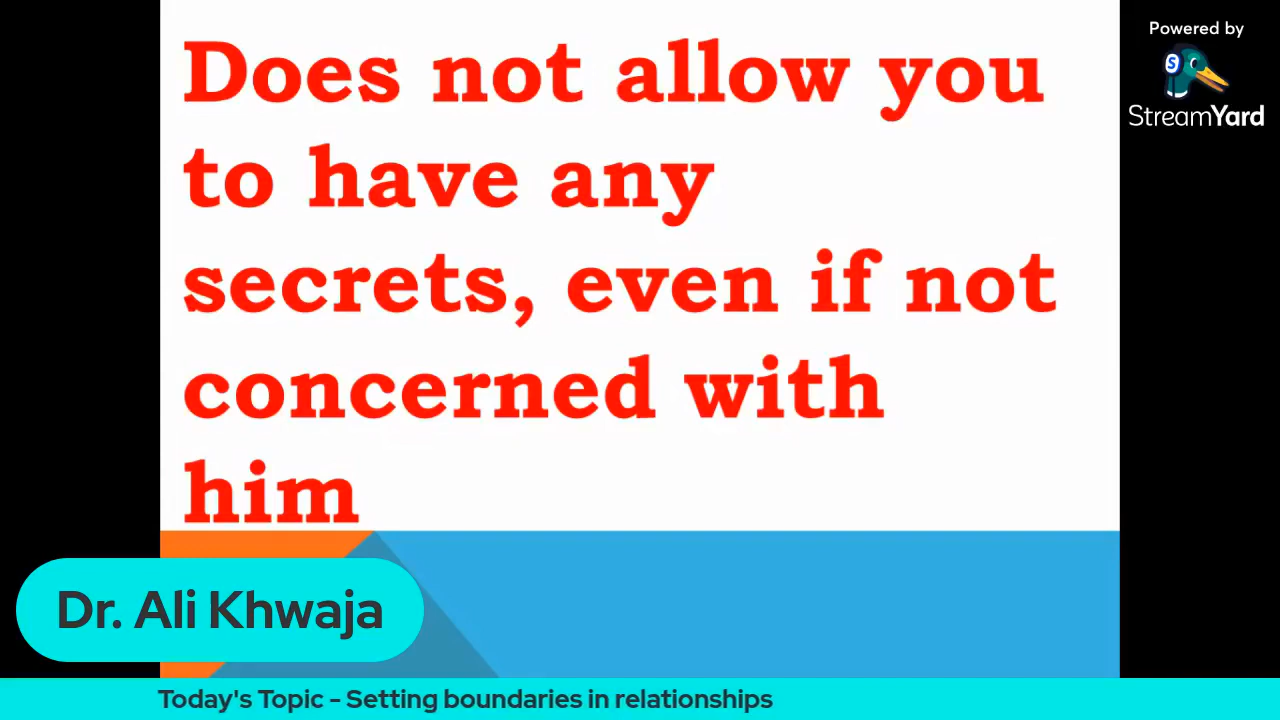 Does not allow you
to have any
secrets, even if not
concerned with
him
Powered by
StreamYard
Dr. Ali Khwaja
Today's Topic - Setting boundaries in relationships